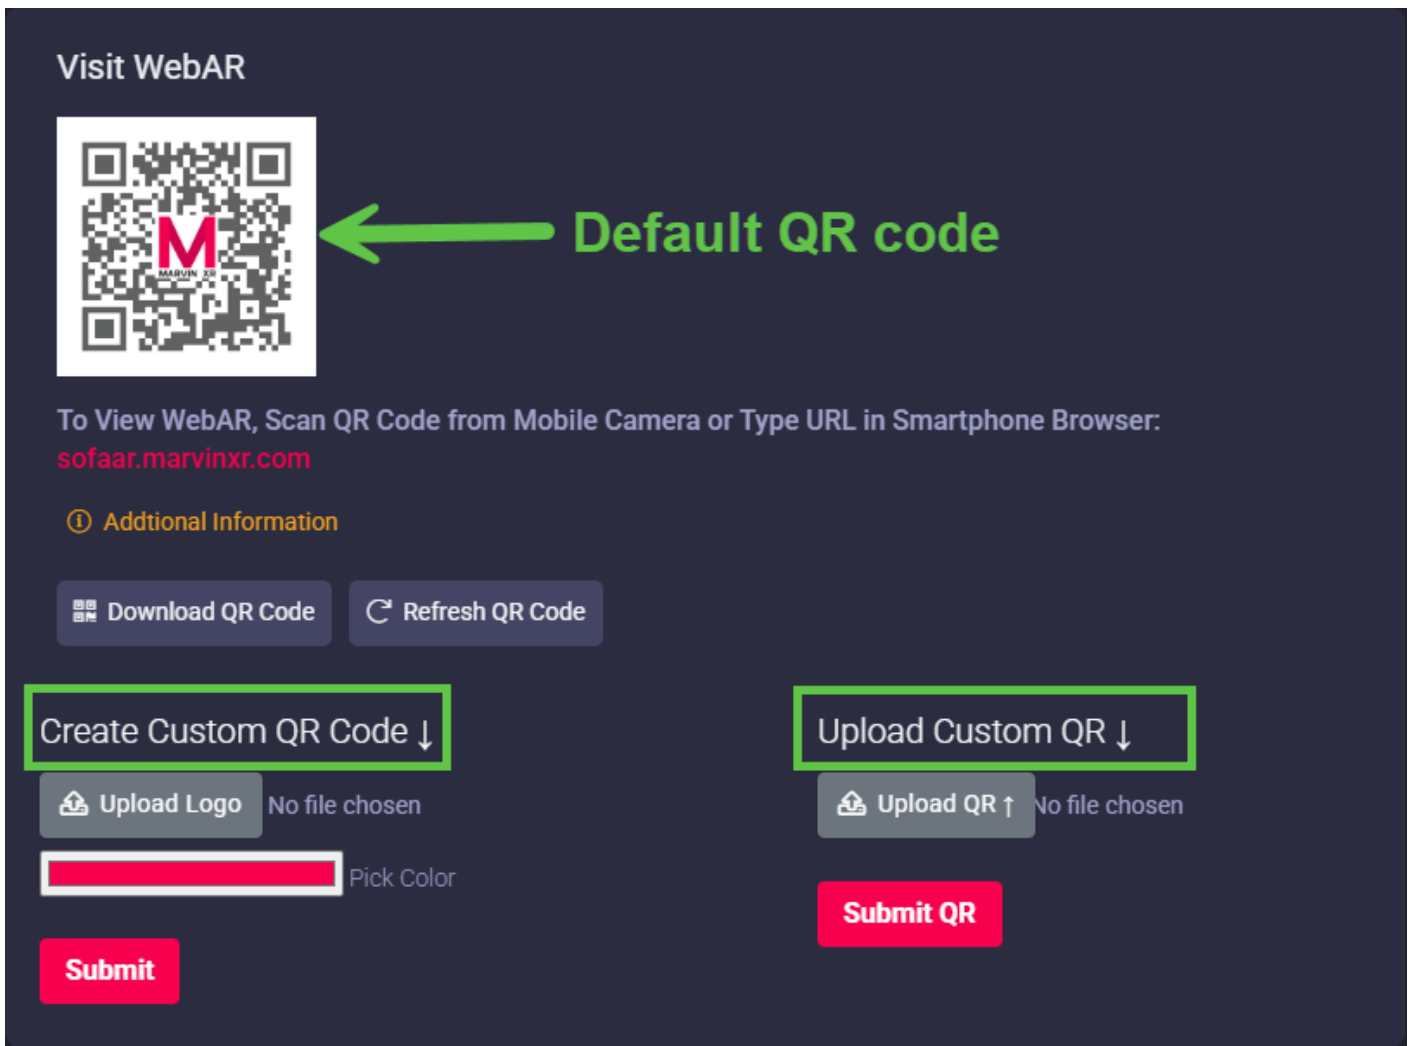 Visit WebAR
M
MARVIN XR
Default QR code
To View WebAR, Scan QR Code from Mobile Camera or Type URL in Smartphone Browser:
sofaar.marvinxr.com
Addtional Information
Download QR Code
Refresh QR Code
Create Custom QR Code ↓
Upload Logo No file chosen
Pick Color
Submit
Upload Custom QR ↓
Upload QR ↑ No file chosen
Submit QR